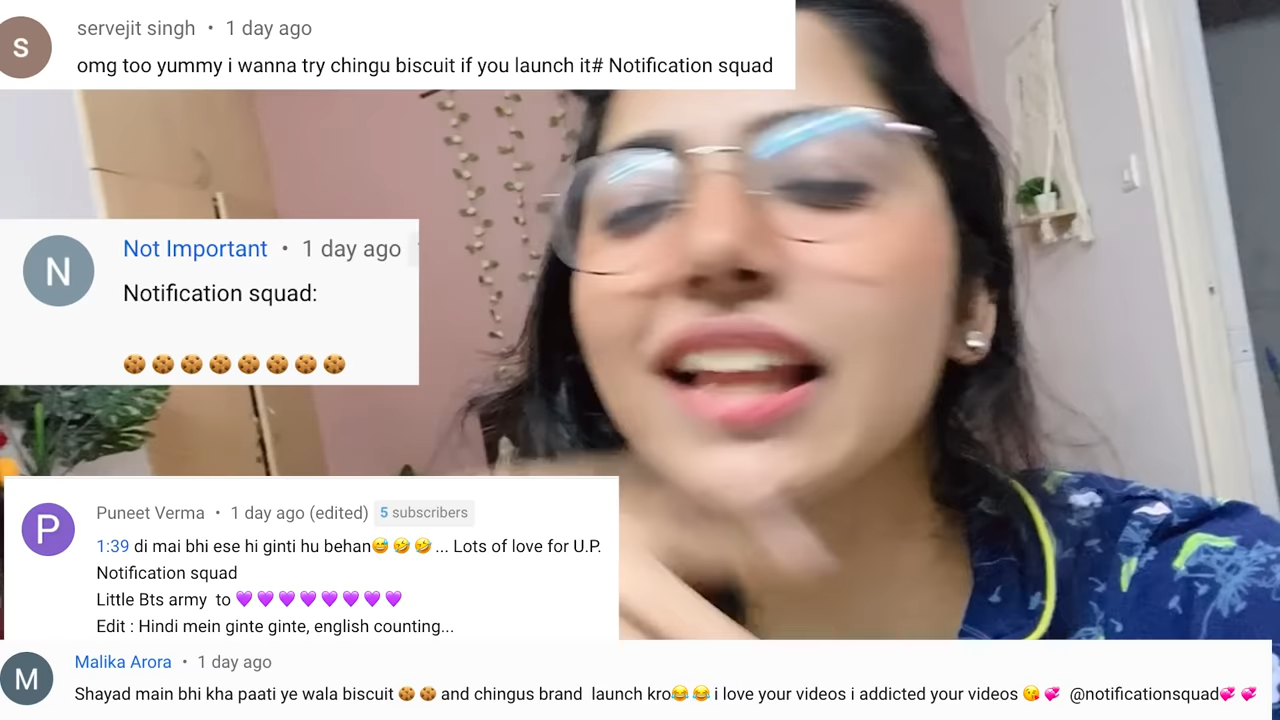 S
servejit singh • 1 day ago
omg too yummy i wanna try chingu biscuit if you launch it# Notification squad
N
Not Important • 1 day ago
Notification squad:
🍪🍪🍪🍪🍪🍪🍪🍪
P
Puneet Verma • 1 day ago (edited) 5 subscribers
1:39 di mai bhi ese hi ginti hu behan😅🤣🤣... Lots of love for U.P.
Notification squad
Little Bts army to 💜💜💜💜💜💜💜💜
Edit : Hindi mein ginte ginte, english counting...
M
Malika Arora • 1 day ago
Shayad main bhi kha paati ye wala biscuit 🍪🍪 and chingus brand launch kro😂😂 i love your videos i addicted your videos 😘💞 @notificationsquad💞💞